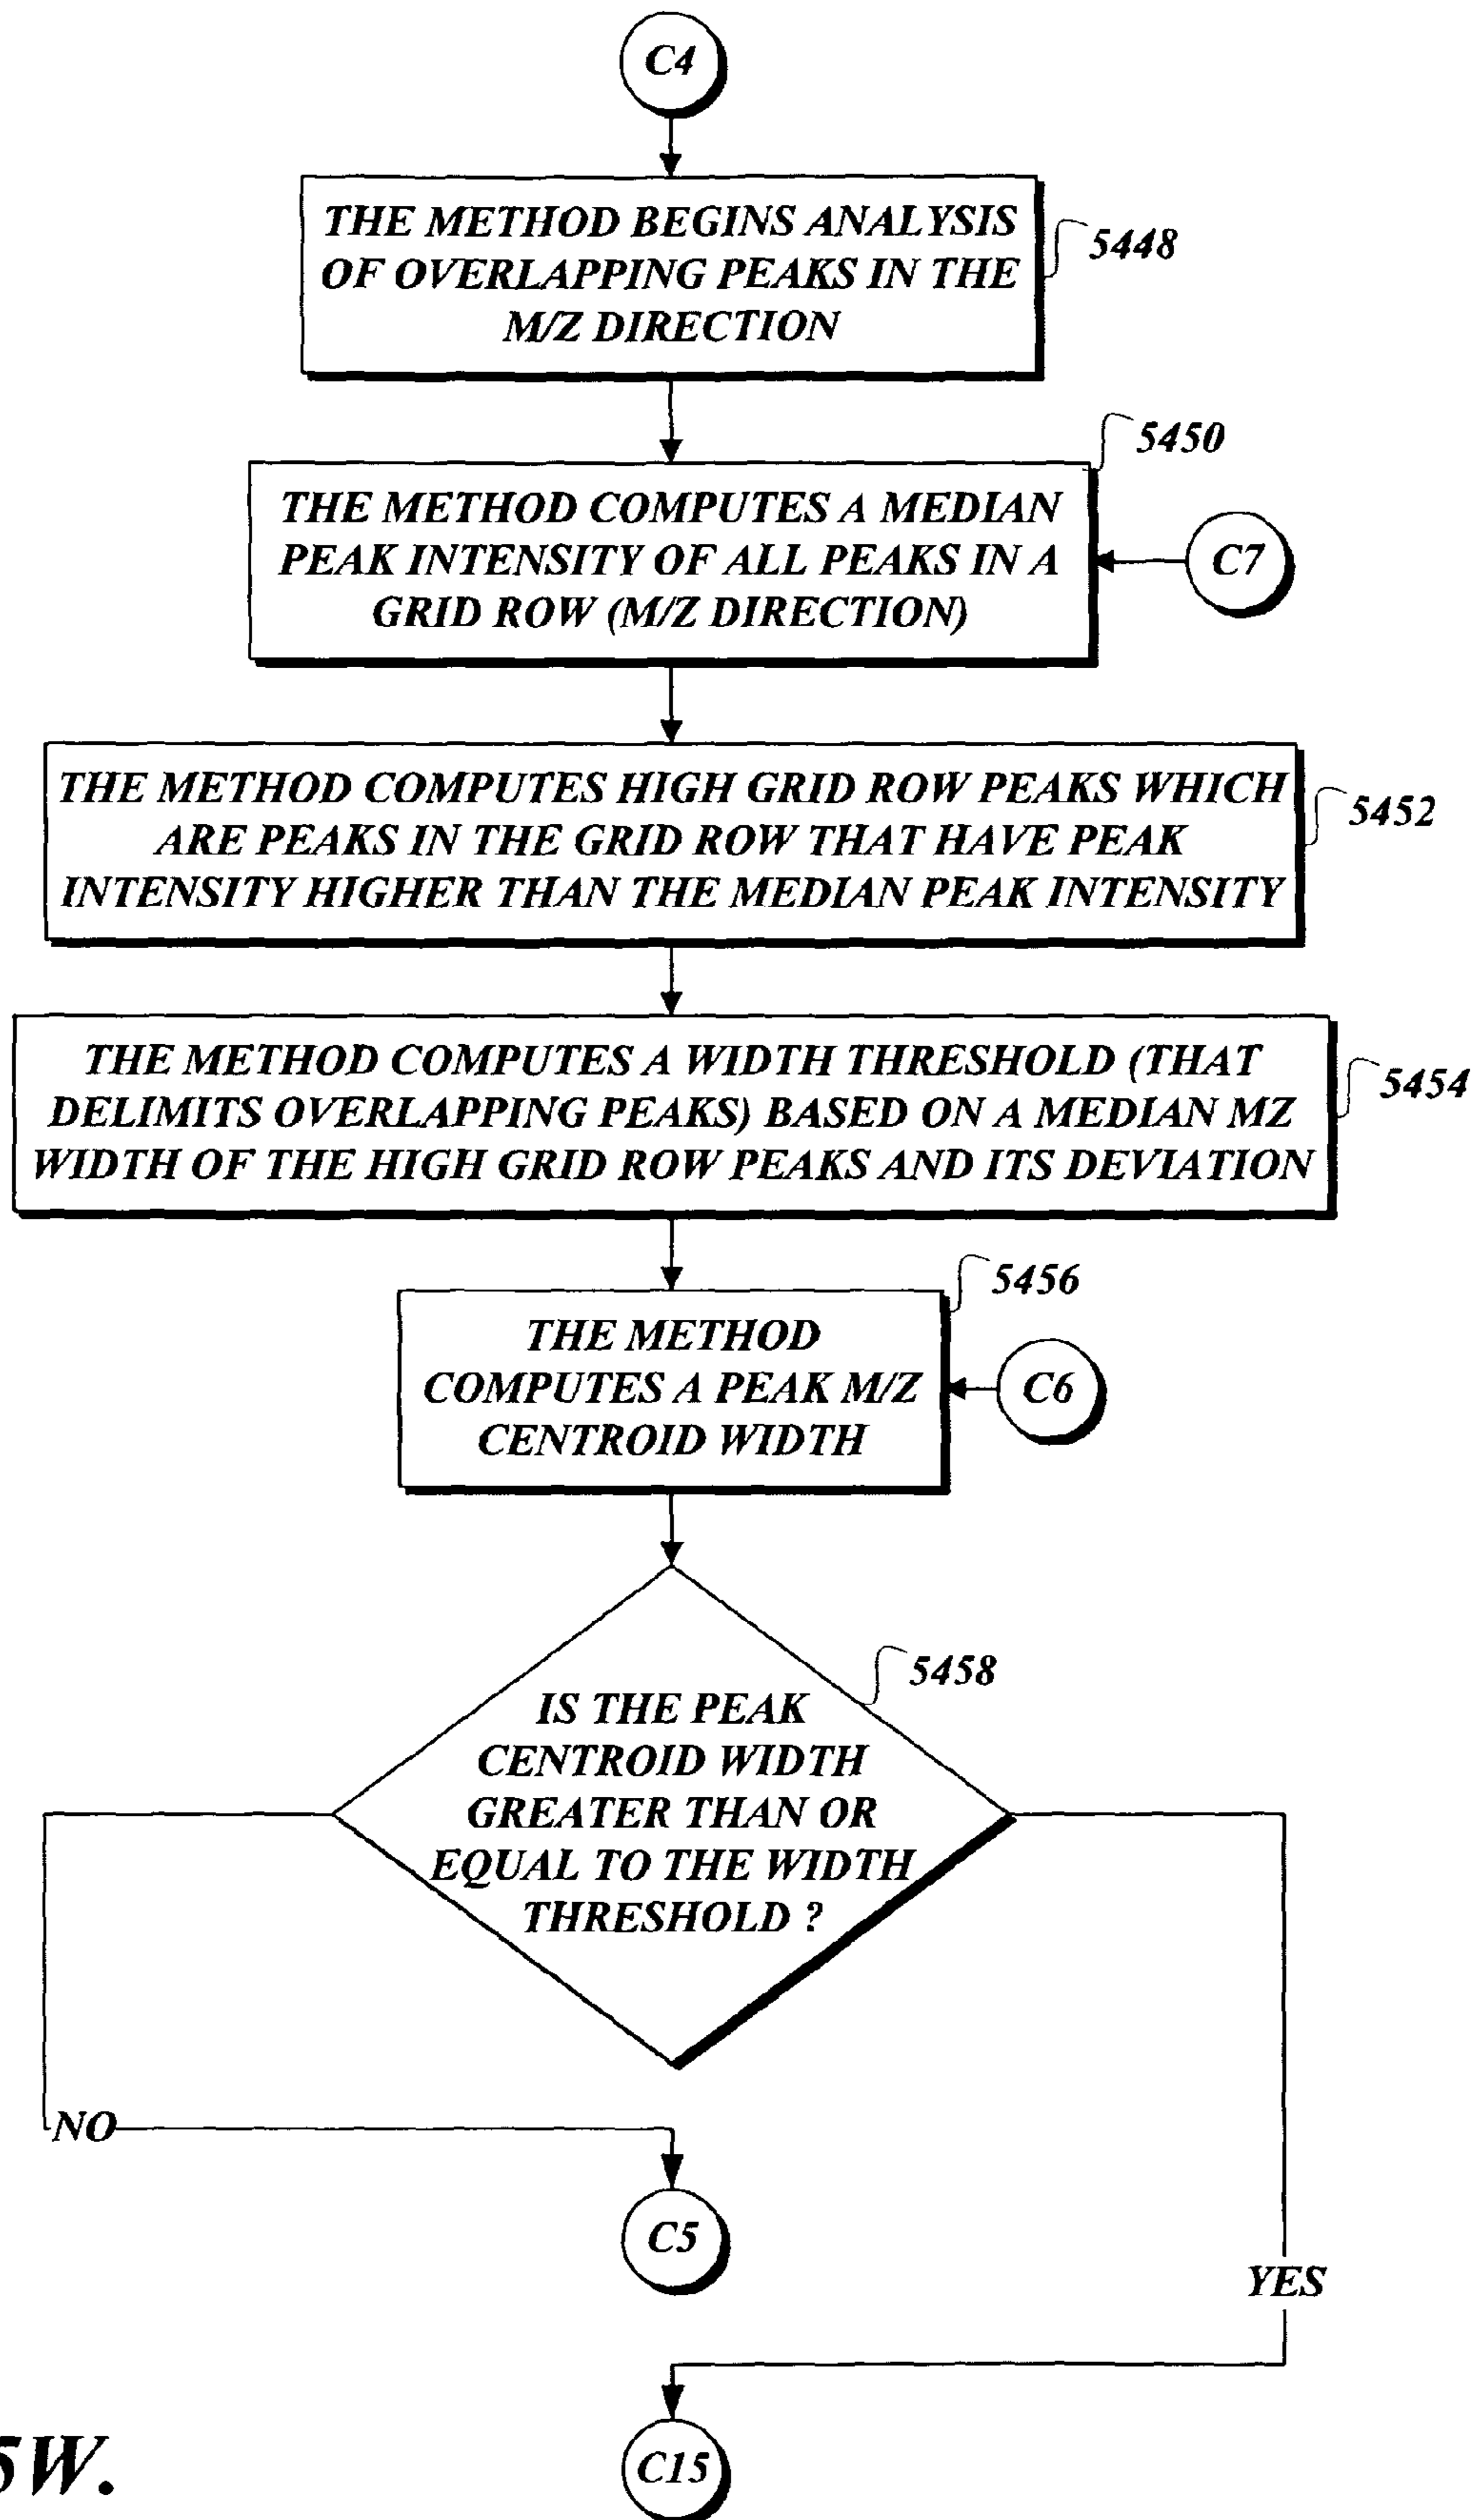 C4
THE METHOD BEGINS ANALYSIS
OF OVERLAPPING PEAKS IN THE
M/Z DIRECTION
5448
5450
THE METHOD COMPUTES A MEDIAN
PEAK INTENSITY OF ALL PEAKS IN A
GRID ROW (M/Z DIRECTION)
C7
THE METHOD COMPUTES HIGH GRID ROW PEAKS WHICH
ARE PEAKS IN THE GRID ROW THAT HAVE PEAK
INTENSITY HIGHER THAN THE MEDIAN PEAK INTENSITY
5452
THE METHOD COMPUTES A WIDTH THRESHOLD (THAT
DELIMITS OVERLAPPING PEAKS) BASED ON A MEDIAN MZ
WIDTH OF THE HIGH GRID ROW PEAKS AND ITS DEVIATION
5454
5456
THE METHOD
COMPUTES A PEAK M/Z
CENTROID WIDTH
C6
5458
IS THE PEAK
CENTROID WIDTH
GREATER THAN OR
EQUAL TO THE WIDTH
THRESHOLD ?
NO
C5
YES
C15
5W.